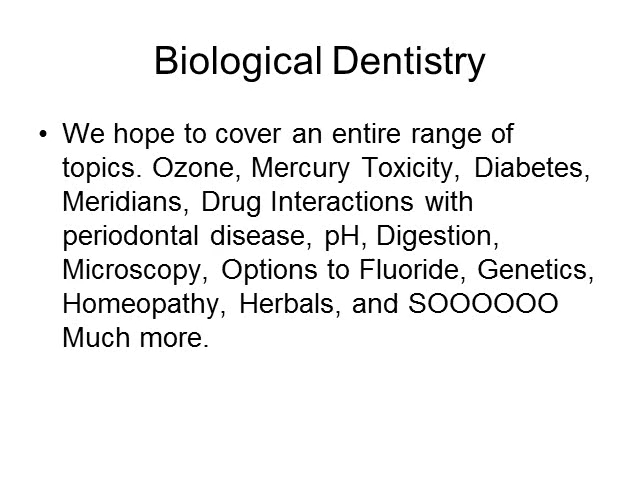 Biological Dentistry
• We hope to cover an entire range of
topics. Ozone, Mercury Toxicity, Diabetes,
Meridians, Drug Interactions with
periodontal disease, pH, Digestion,
Microscopy, Options to Fluoride, Genetics,
Homeopathy, Herbals, and SOOOOOO
Much more.